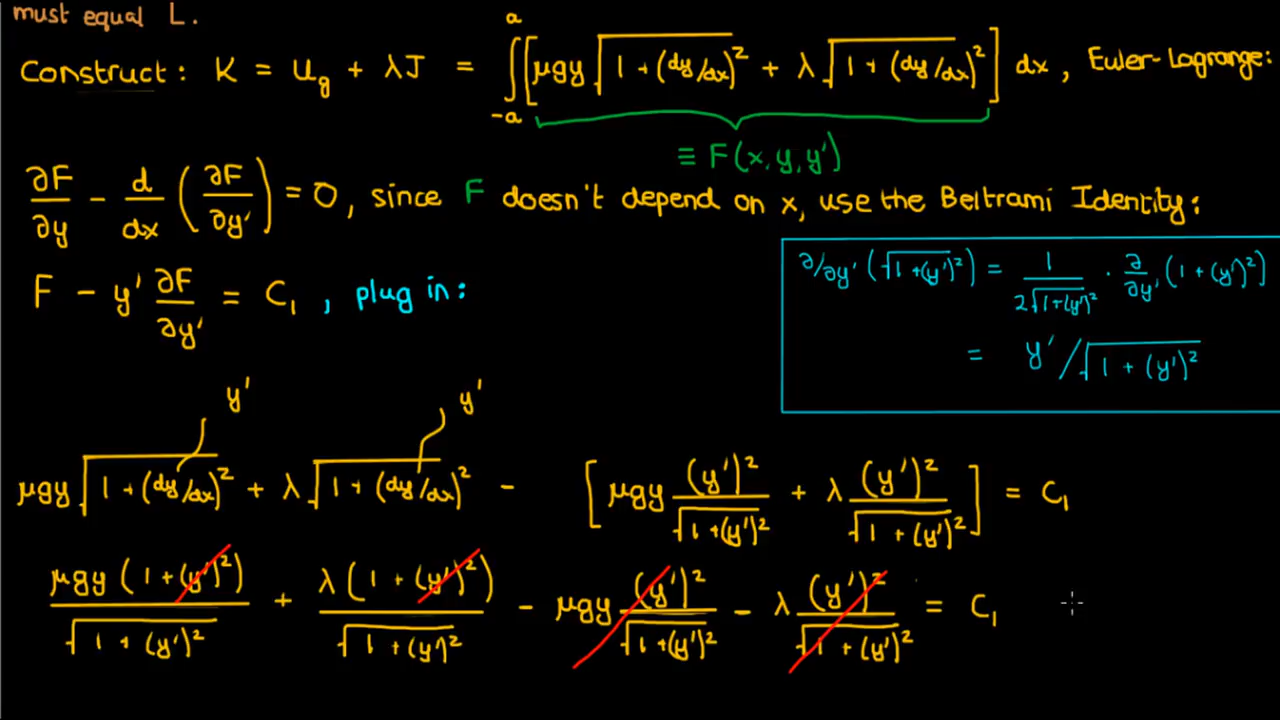 must equal L.
Construct: K = U_g + λJ = ∫_{-a}^{a} [μgy √(1 + (dy/dx)²) + λ √(1 + (dy/dx)²)] dx, Euler-Lagrange:
≡ F(x, y, y')
∂F/∂y - d/dx (∂F/∂y') = 0, since F doesn't depend on x, use the Beltrami Identity:
F - y' ∂F/∂y' = C₁, plug in:
∂/∂y' (√(1+(y')²)) = 1/(2√(1+(y')²)) · ∂/∂y' (1+(y')²)
= y' / √(1 + (y')²)
y' y'
μgy √(1 + (dy/dx)²) + λ √(1 + (dy/dx)²) - [μgy (y')²/√(1+(y')²) + λ (y')²/√(1 + (y')²)] = C₁
μgy (1+(y')²)/√(1 + (y')²) + λ(1 + (y')²)/√(1 + (y')²) - μgy (y')²/√(1+(y')²) - λ (y')²/√(1 + (y')²) = C₁